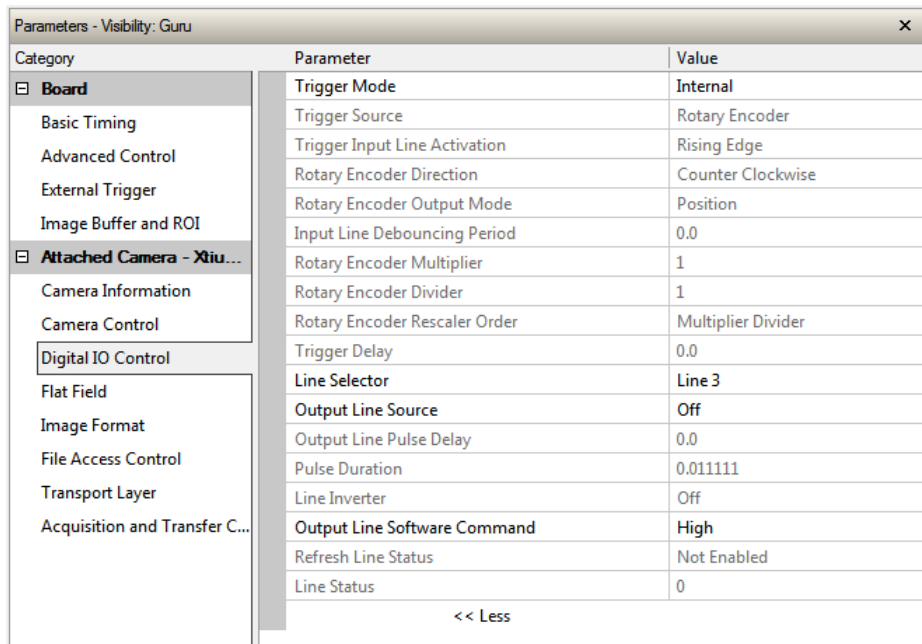 Parameters - Visibility: Guru ×
Category Parameter Value
Board Trigger Mode Internal
Basic Timing Trigger Source Rotary Encoder
Advanced Control Trigger Input Line Activation Rising Edge
External Trigger Rotary Encoder Direction Counter Clockwise
Image Buffer and ROI Rotary Encoder Output Mode Position
Attached Camera - Xtiu... Input Line Debouncing Period 0.0
Camera Information Rotary Encoder Multiplier 1
Camera Control Rotary Encoder Divider 1
Digital IO Control Rotary Encoder Rescaler Order Multiplier Divider
Flat Field Trigger Delay 0.0
Image Format Line Selector Line 3
File Access Control Output Line Source Off
Transport Layer Output Line Pulse Delay 0.0
Acquisition and Transfer C... Pulse Duration 0.011111
Line Inverter Off
Output Line Software Command High
Refresh Line Status Not Enabled
Line Status 0
<< Less